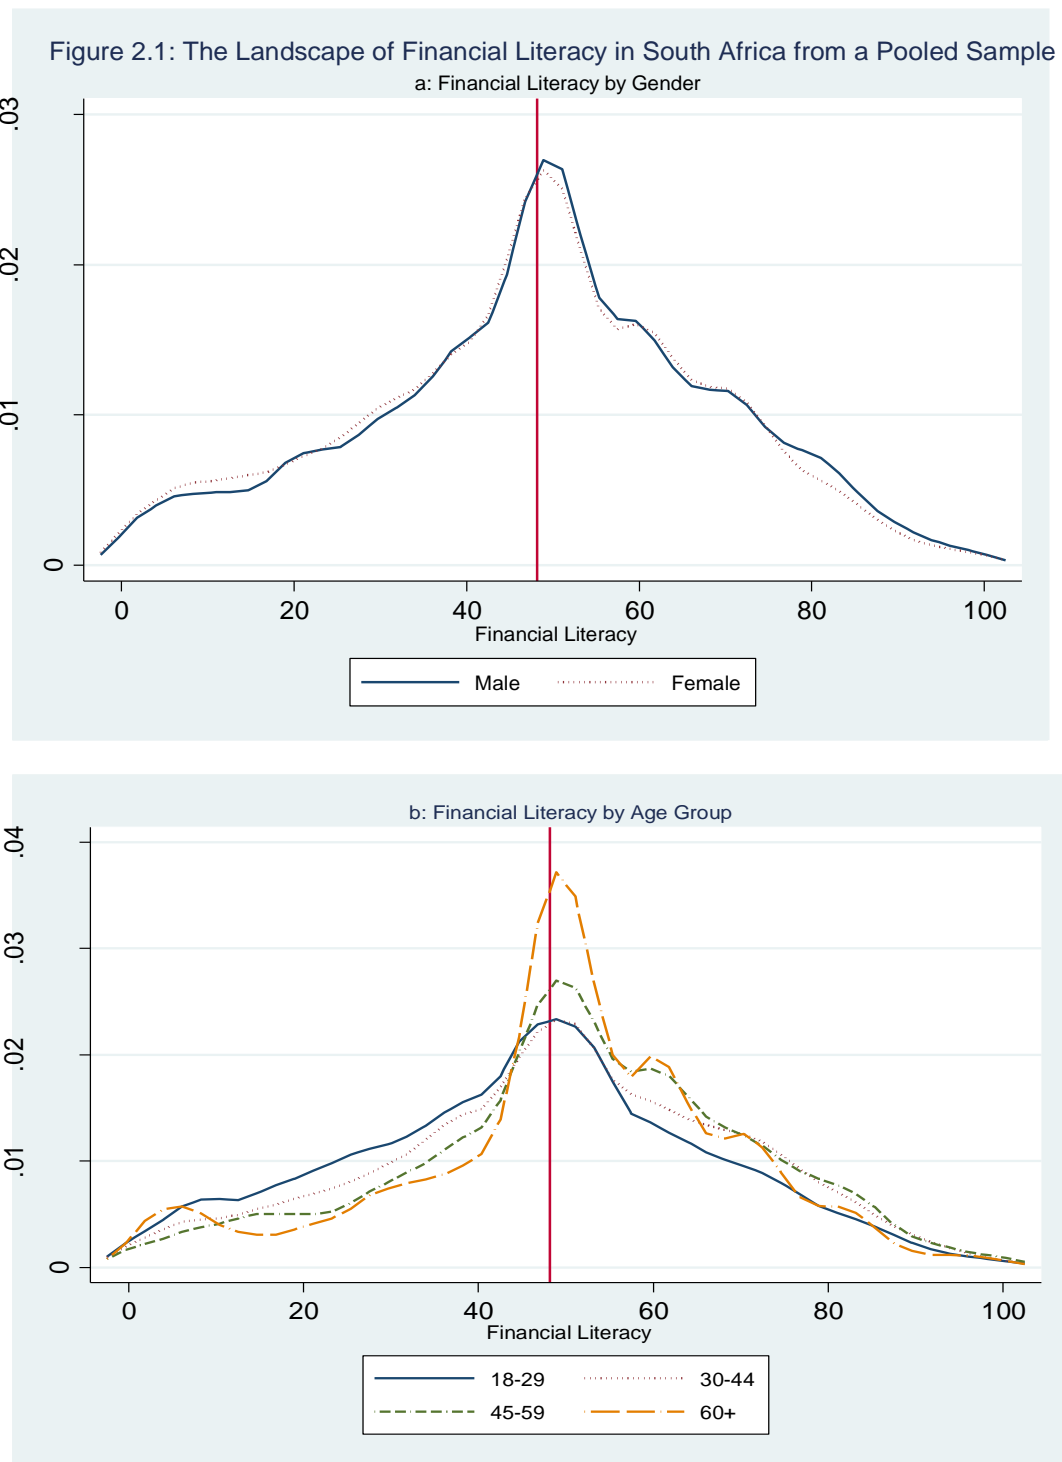 Figure 2.1: The Landscape of Financial Literacy in South Africa from a Pooled Sample
a: Financial Literacy by Gender
.03
.02
.01
0
0 20 40 60 80 100
Financial Literacy
Male Female
b: Financial Literacy by Age Group
.04
.03
.02
.01
0
0 20 40 60 80 100
Financial Literacy
18-29 30-44
45-59 60+